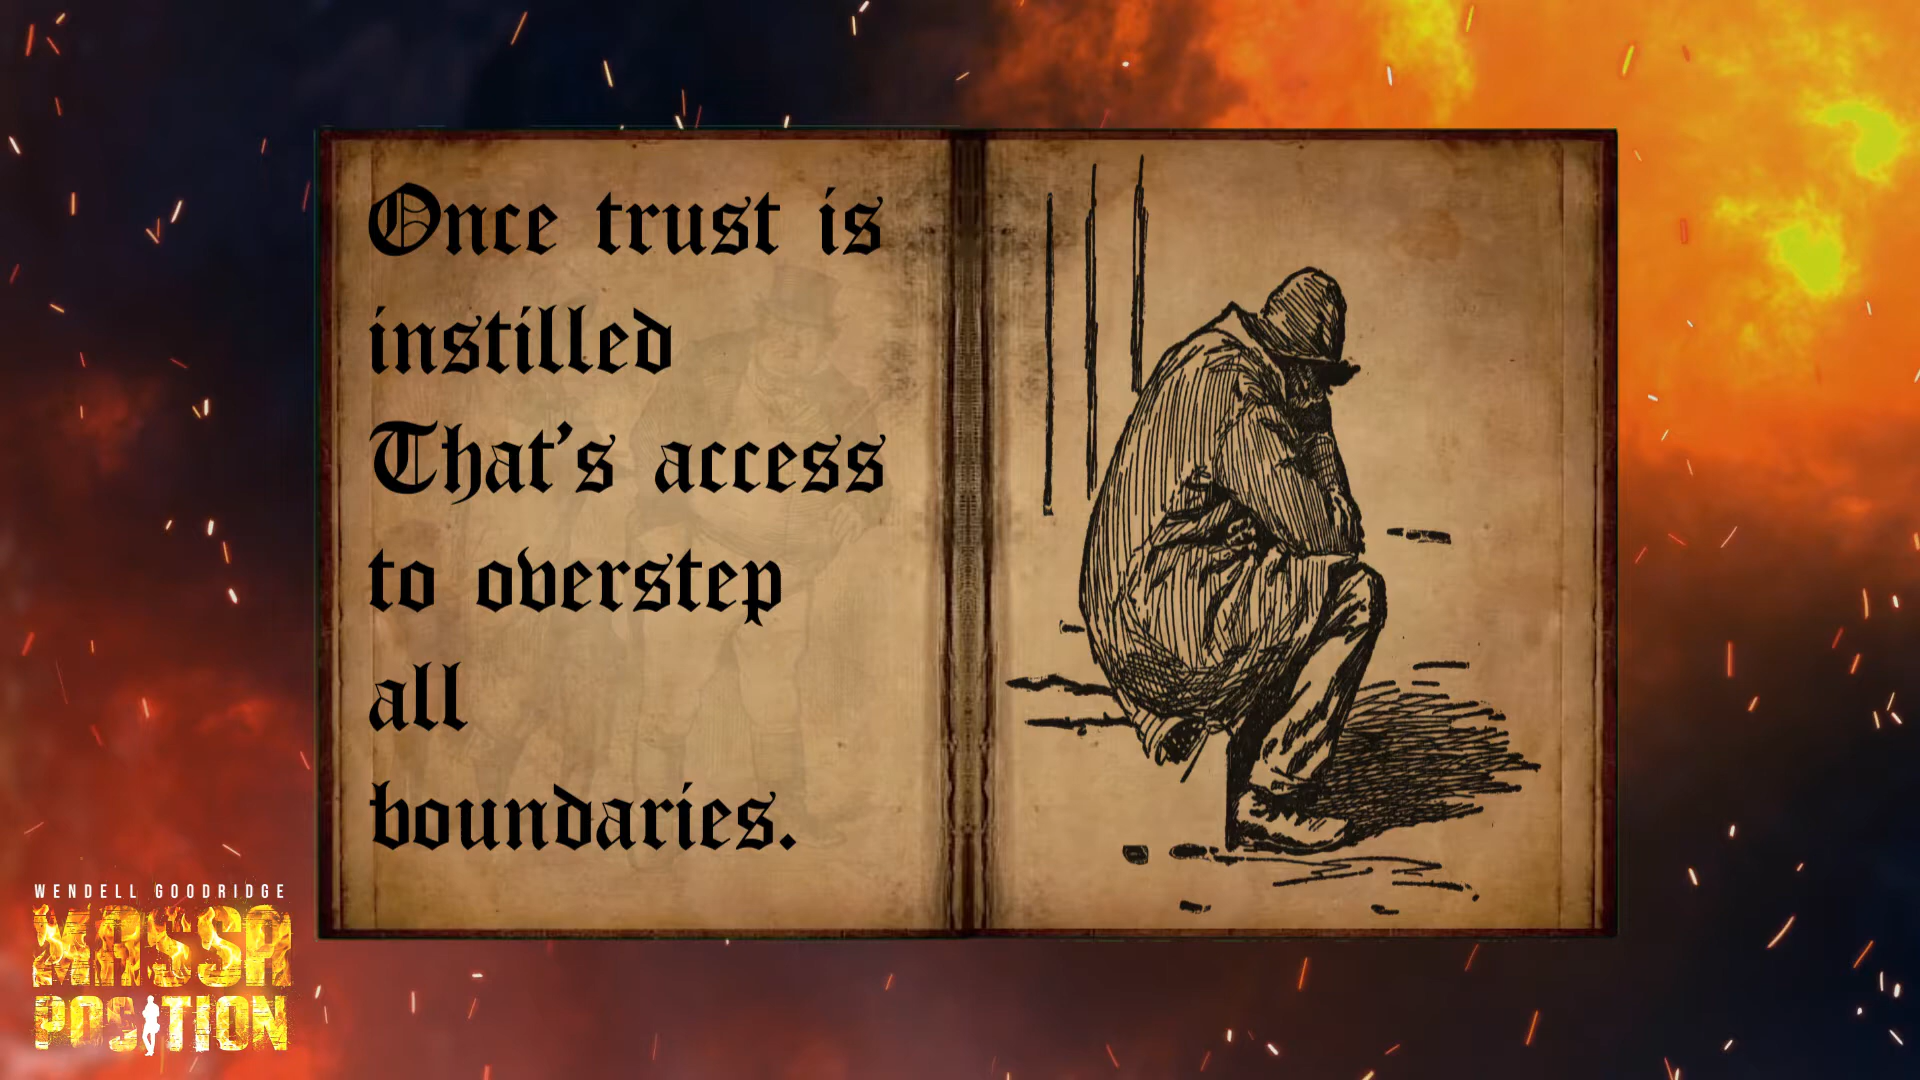 Once trust is
instilled
That's access
to overstep
all
boundaries.
WENDELL GOODRIDGE
MASSA
POSITION